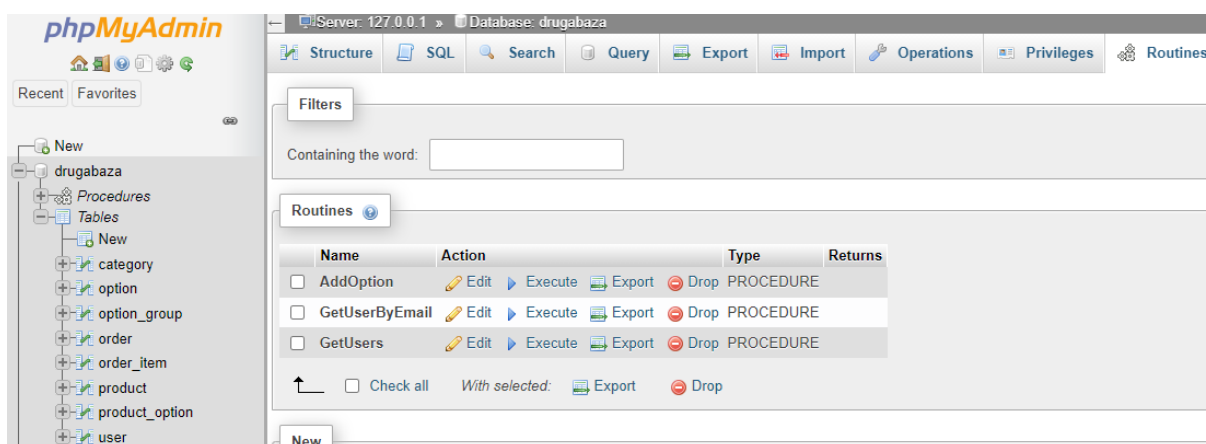 phpMyAdmin
Recent Favorites
New
drugabaza
Procedures
Tables
New
category
option
option_group
order
order_item
product
product_option
user
Server: 127.0.0.1 » Database: drugabaza
Structure SQL Search Query Export Import Operations Privileges Routines
Filters
Containing the word:
Routines
Name Action Type Returns
AddOption Edit Execute Export Drop PROCEDURE
GetUserByEmail Edit Execute Export Drop PROCEDURE
GetUsers Edit Execute Export Drop PROCEDURE
Check all With selected: Export Drop
New